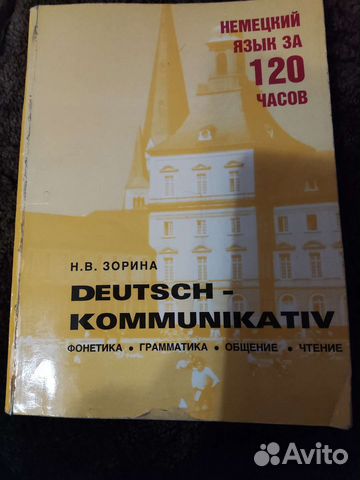 НЕМЕЦКИЙ
ЯЗЫК ЗА
120
ЧАСОВ
Н.В. ЗОРИНА
DEUTSCH -
KOMMUNIKATIV
ФОНЕТИКА • ГРАММАТИКА • ОБЩЕНИЕ • ЧТЕНИЕ
Avito